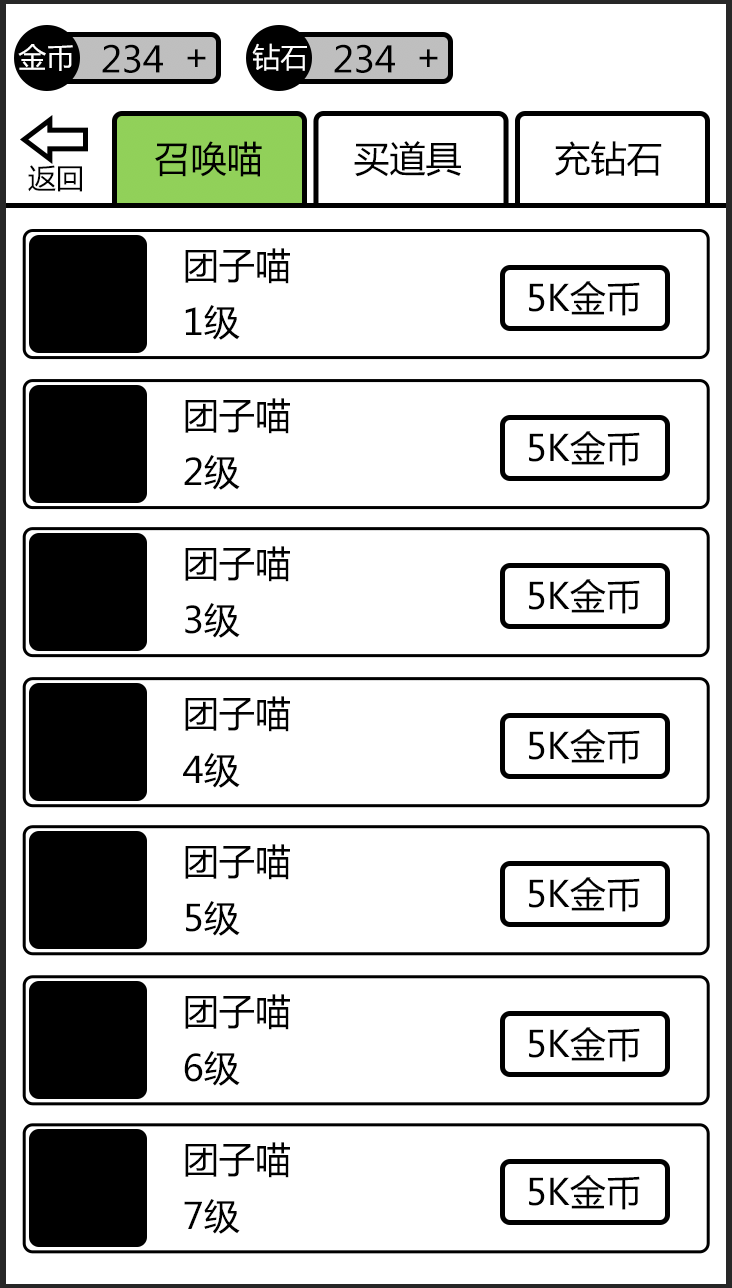 金币 234 + 钻石 234 +
返回 召唤喵 买道具 充钻石
团子喵
1级
5K金币
团子喵
2级
5K金币
团子喵
3级
5K金币
团子喵
4级
5K金币
团子喵
5级
5K金币
团子喵
6级
5K金币
团子喵
7级
5K金币